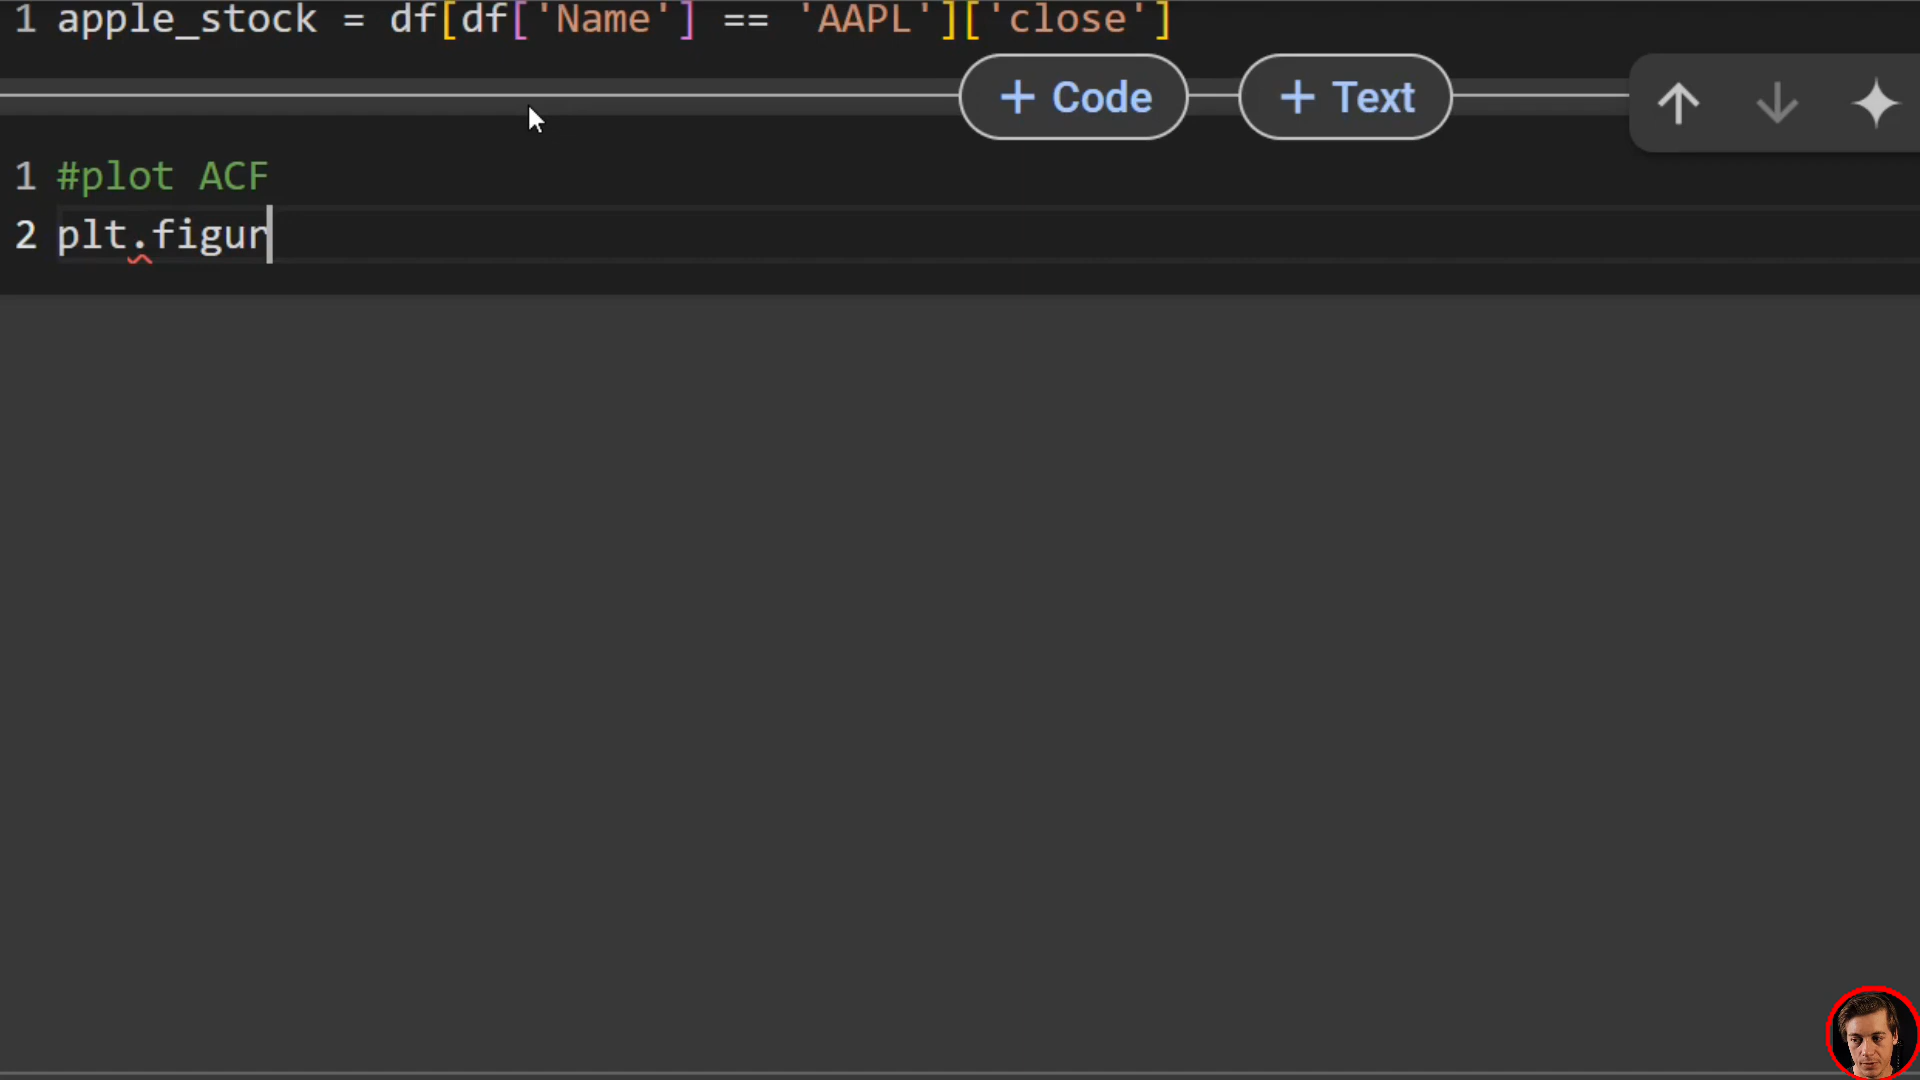 1 apple_stock = df[df['Name'] == 'AAPL']['close']
+ Code + Text
1 #plot ACF
2 plt.figur